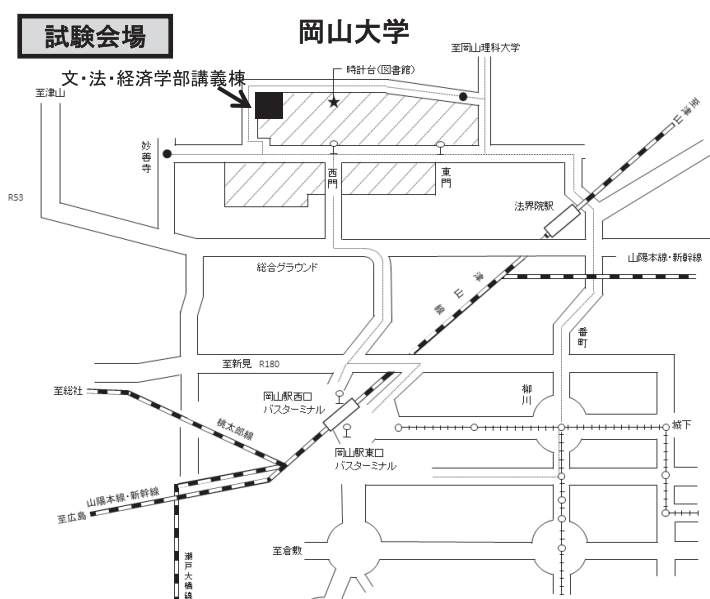 試験会場
岡山大学
至岡山理科大学
時計台(図書館)
文・法・経済学部講義棟
至津山
至津山
妙善寺
西門
東門
R53
法界院駅
山陽本線・新幹線
総合グラウンド
津山線
番町
至新見 R180
至総社
岡山駅西口
バスターミナル
柳川
城下
桃太郎線
岡山駅東口
バスターミナル
山陽本線・新幹線
至広島
至倉敷
瀬戸大橋線